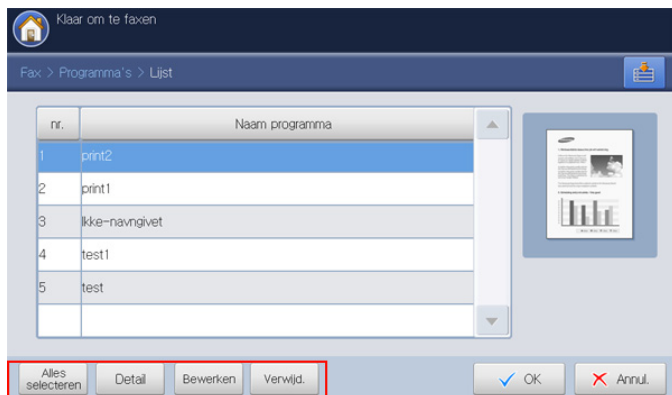 Klaar om te faxen
Fax > Programma's > Lijst
nr. Naam programma
1 print2
2 print1
3 Ikke-navngivet
4 test1
5 test
Alles
selecteren
Detail
Bewerken
Verwijd.
OK
Annul.